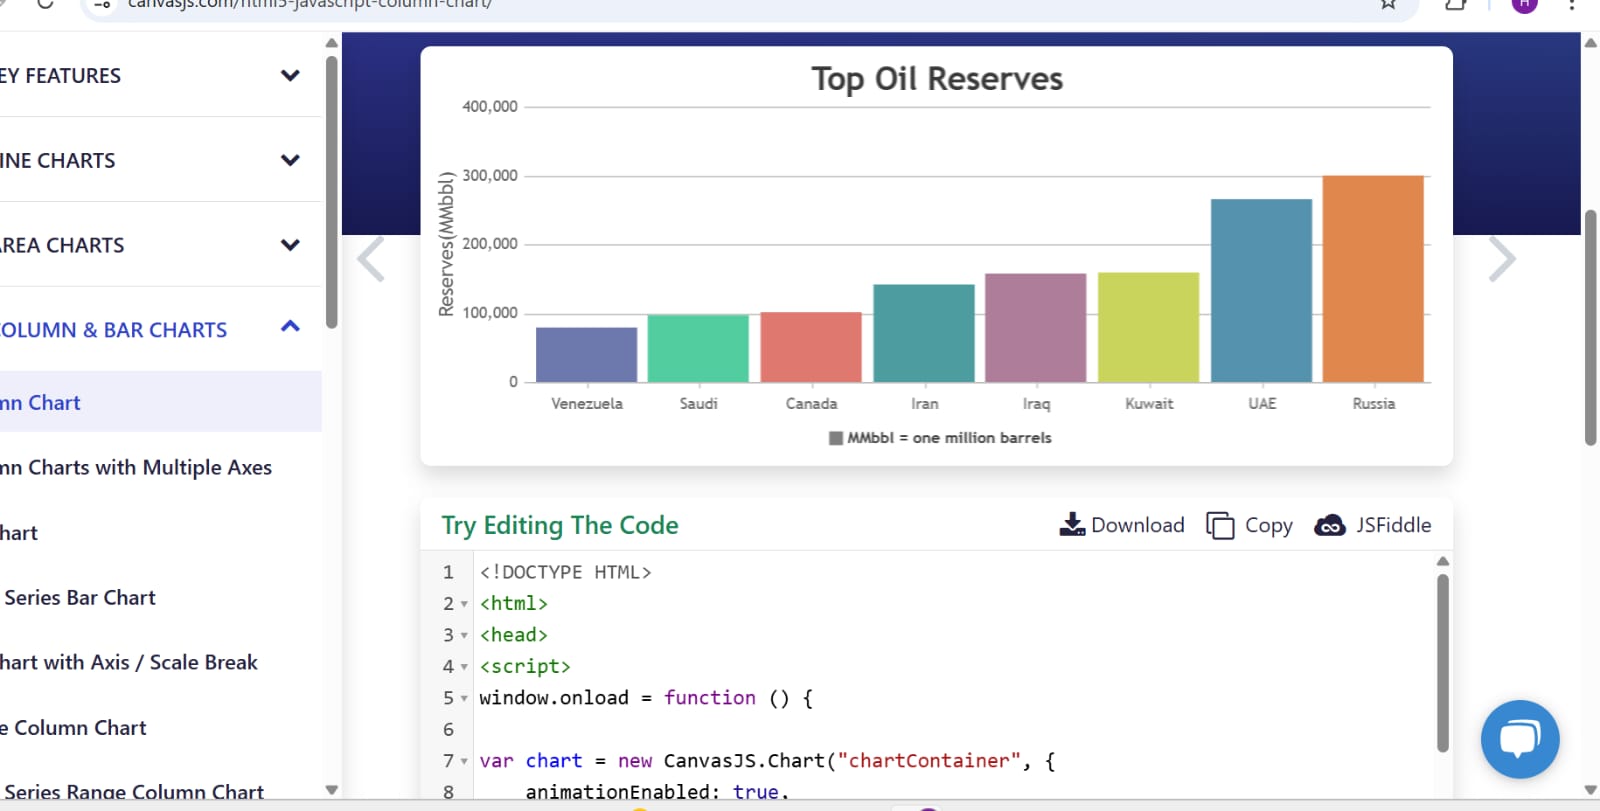 canvasjs.com/html5-javascript-column-chart/
H
EY FEATURES
INE CHARTS
AREA CHARTS
COLUMN & BAR CHARTS
mn Chart
mn Charts with Multiple Axes
hart
Series Bar Chart
hart with Axis / Scale Break
e Column Chart
Series Range Column Chart
Top Oil Reserves
Reserves(MMbbl)
400,000
300,000
200,000
100,000
0
Venezuela Saudi Canada Iran Iraq Kuwait UAE Russia
MMbbl = one million barrels
Try Editing The Code Download Copy JSFiddle
1 <!DOCTYPE HTML>
2 <html>
3 <head>
4 <script>
5 window.onload = function () {
6
7 var chart = new CanvasJS.Chart("chartContainer", {
8 animationEnabled: true,